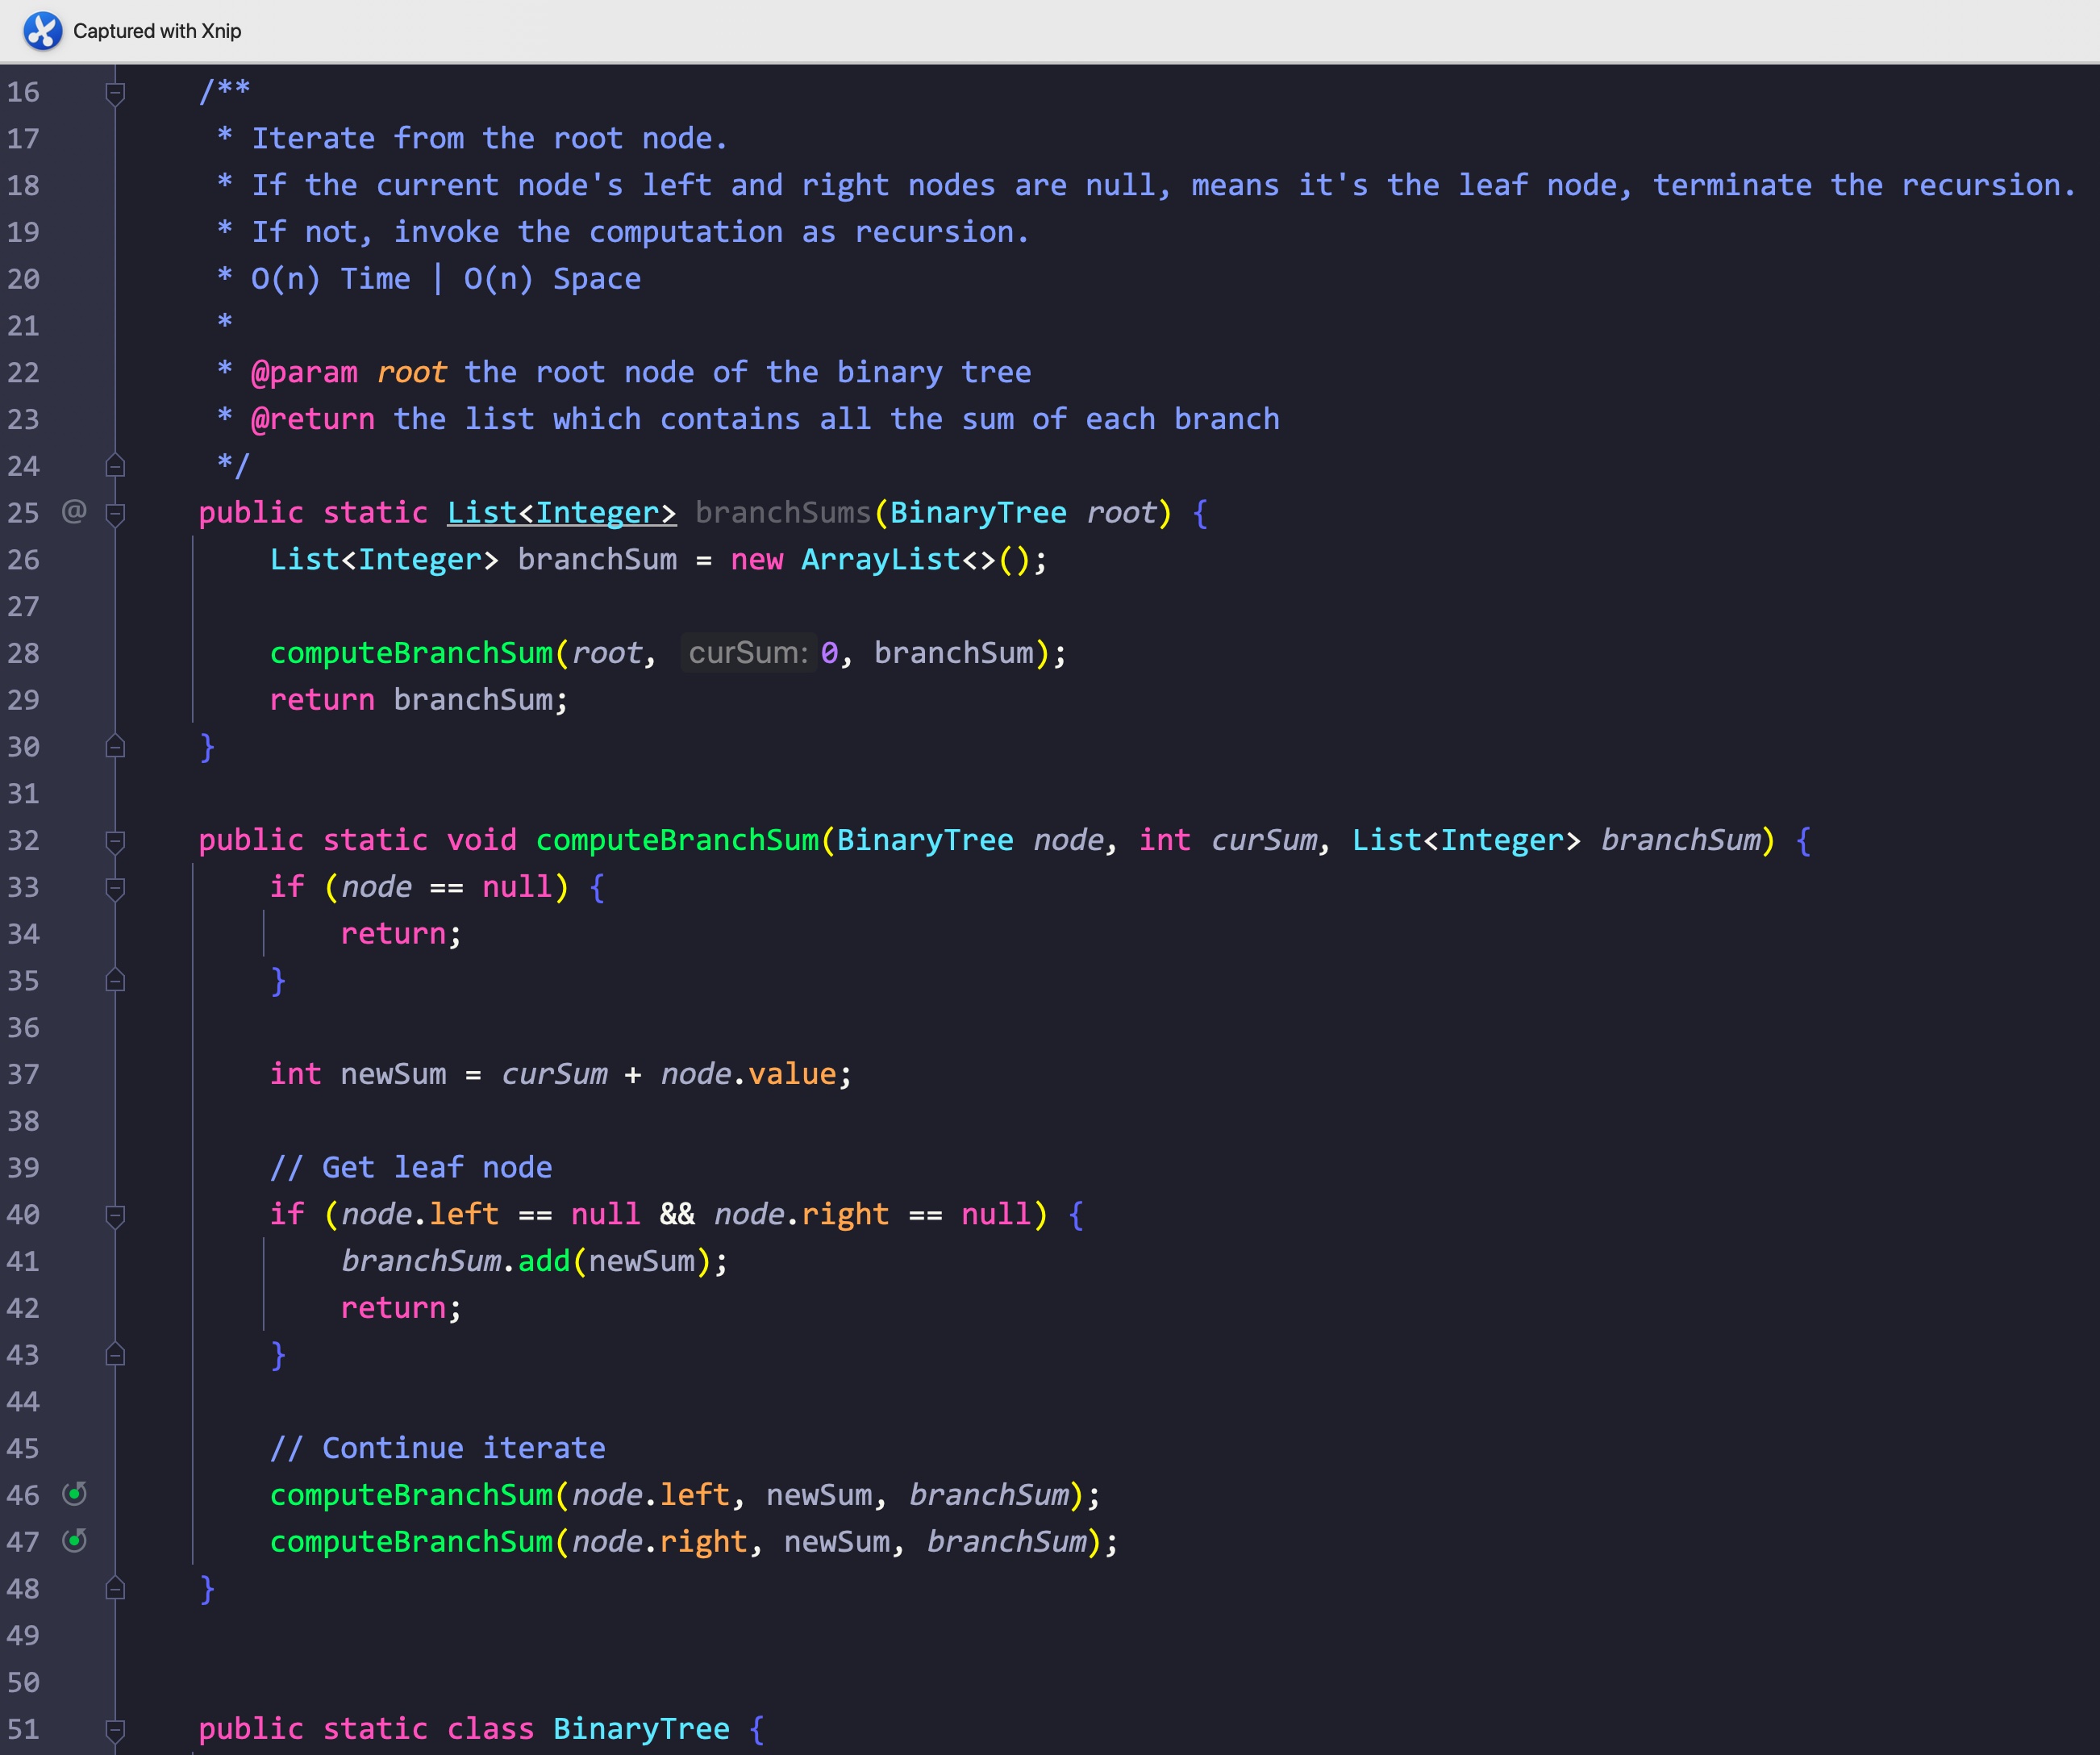 Captured with Xnip
16 /**
17 * Iterate from the root node.
18 * If the current node's left and right nodes are null, means it's the leaf node, terminate the recursion.
19 * If not, invoke the computation as recursion.
20 * O(n) Time | O(n) Space
21 *
22 * @param root the root node of the binary tree
23 * @return the list which contains all the sum of each branch
24 */
25 @ public static List<Integer> branchSums(BinaryTree root) {
26 List<Integer> branchSum = new ArrayList<>();
27
28 computeBranchSum(root, curSum: 0, branchSum);
29 return branchSum;
30 }
31
32 public static void computeBranchSum(BinaryTree node, int curSum, List<Integer> branchSum) {
33 if (node == null) {
34 return;
35 }
36
37 int newSum = curSum + node.value;
38
39 // Get leaf node
40 if (node.left == null && node.right == null) {
41 branchSum.add(newSum);
42 return;
43 }
44
45 // Continue iterate
46 computeBranchSum(node.left, newSum, branchSum);
47 computeBranchSum(node.right, newSum, branchSum);
48 }
49
50
51 public static class BinaryTree {